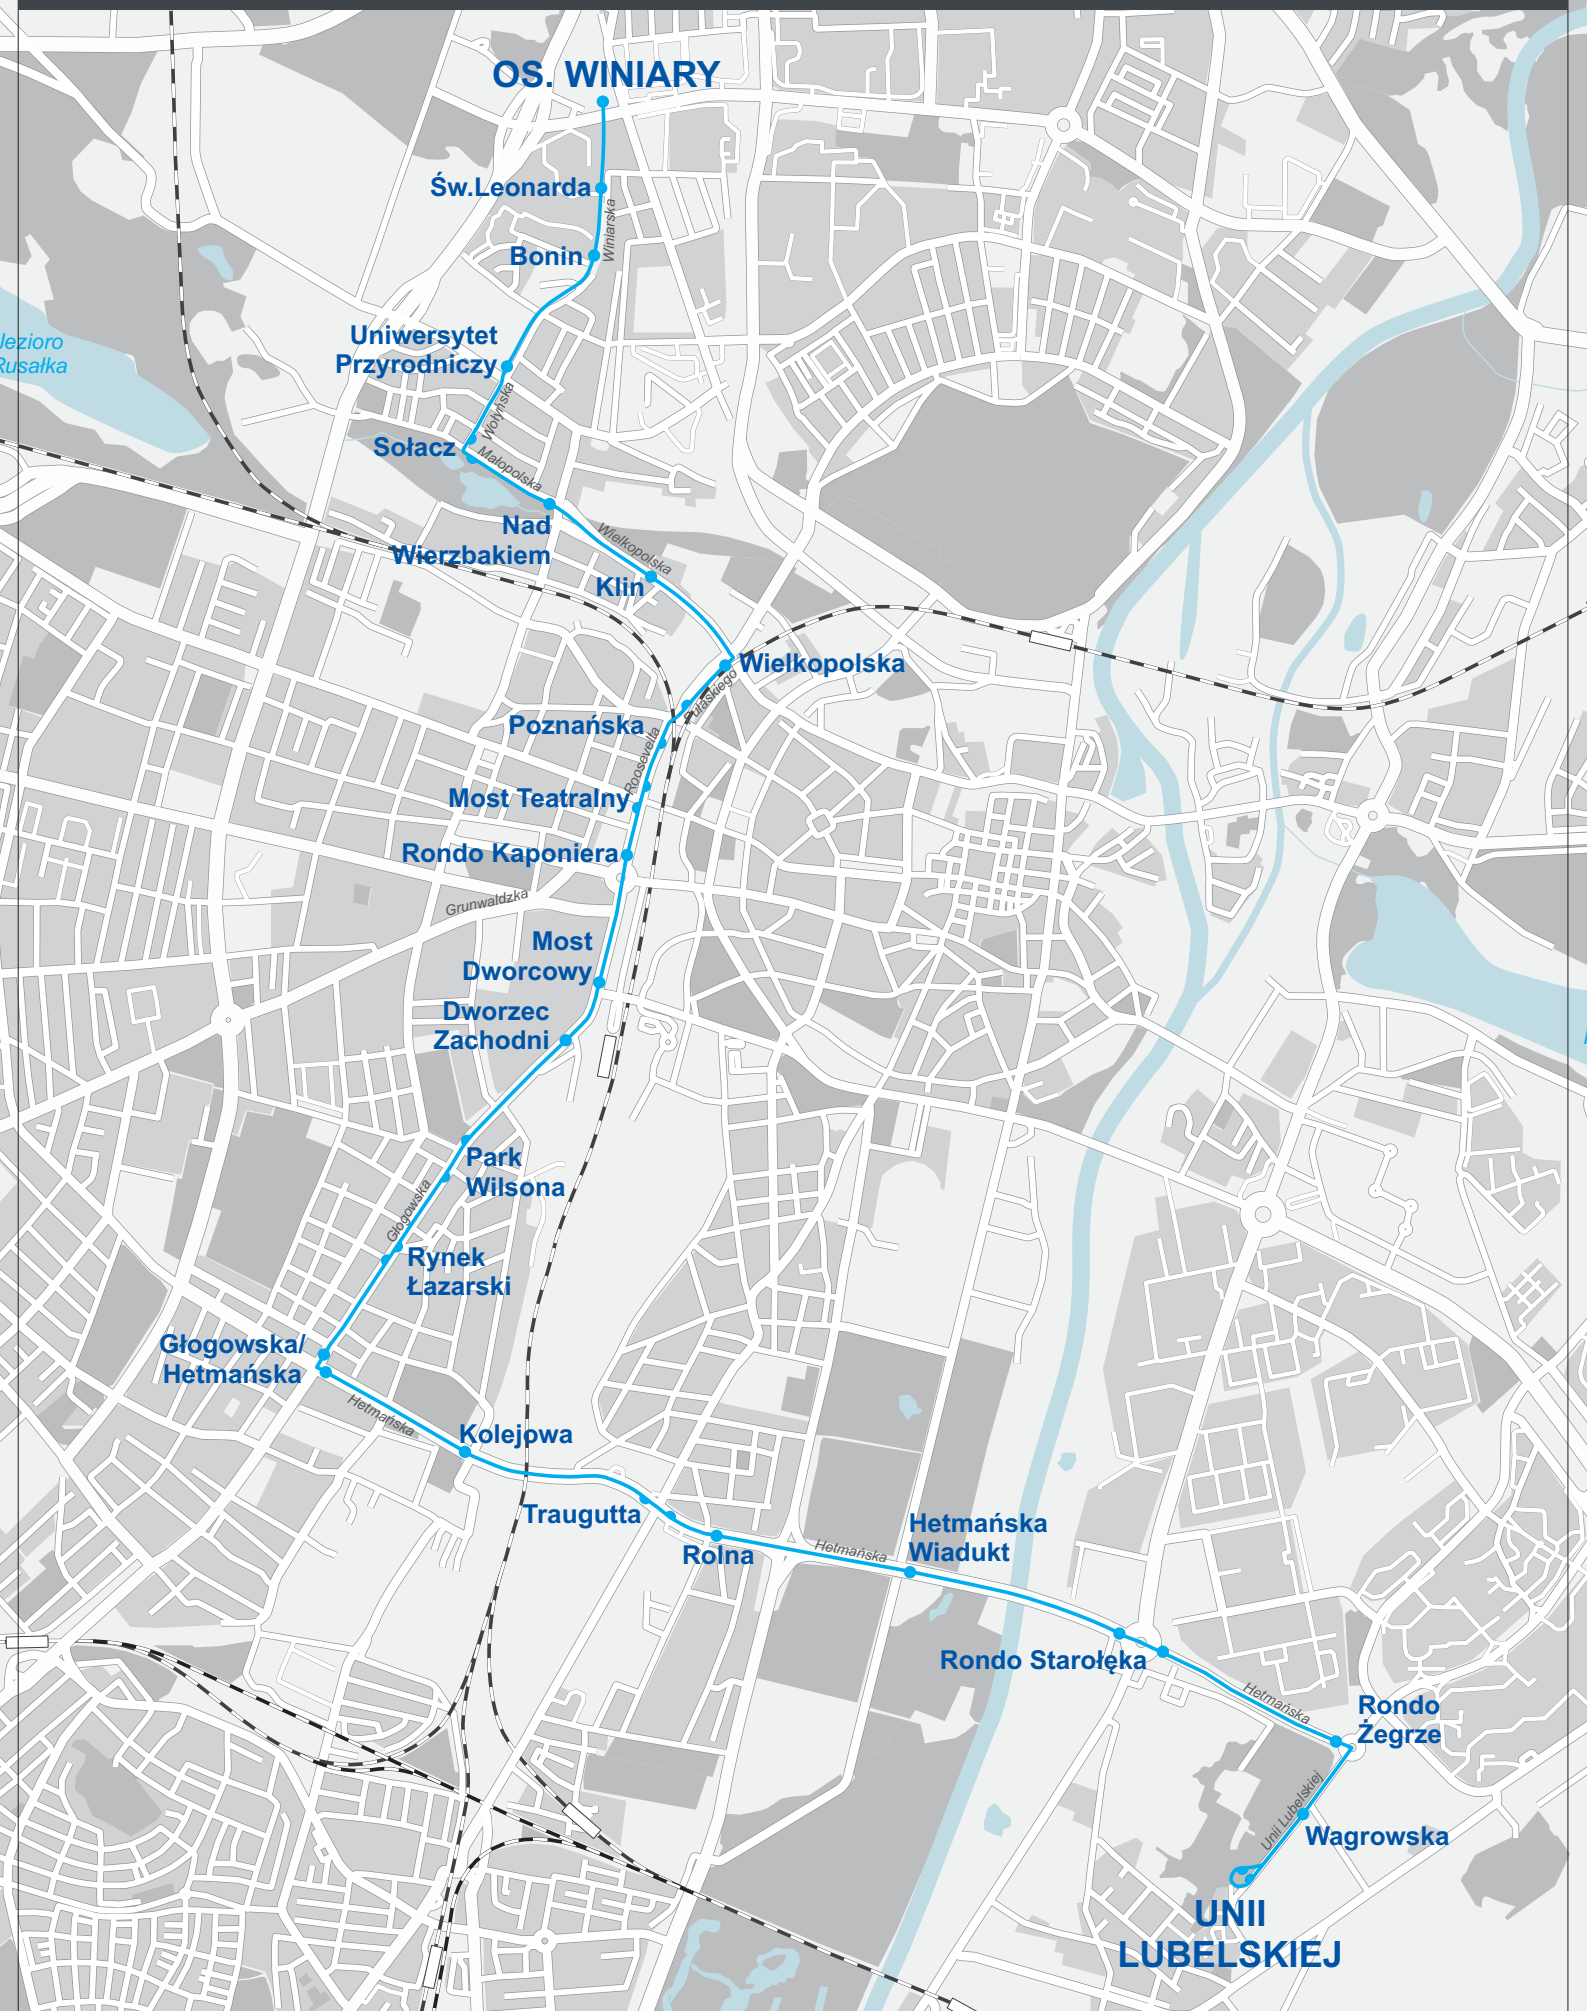 OS. WINIARY
Św.Leonarda
Winiarska
Bonin
Uniwersytet
Przyrodniczy
Jezioro
Rusałka
Wołyńska
Sołacz
Małopolska
Nad
Wierzbakiem
Wielkopolska
Klin
Wielkopolska
Pułaskiego
Poznańska
Roosevelta
Most Teatralny
Rondo Kaponiera
Grunwaldzka
Most
Dworcowy
Dworzec
Zachodni
Park
Wilsona
Głogowska
Rynek
Łazarski
Głogowska/
Hetmańska
Hetmańska
Kolejowa
Traugutta
Rolna
Hetmańska
Hetmańska
Wiadukt
Rondo Starołęka
Hetmańska
Rondo
Żegrze
Unii Lubelskiej
Wagrowska
UNII
LUBELSKIEJ